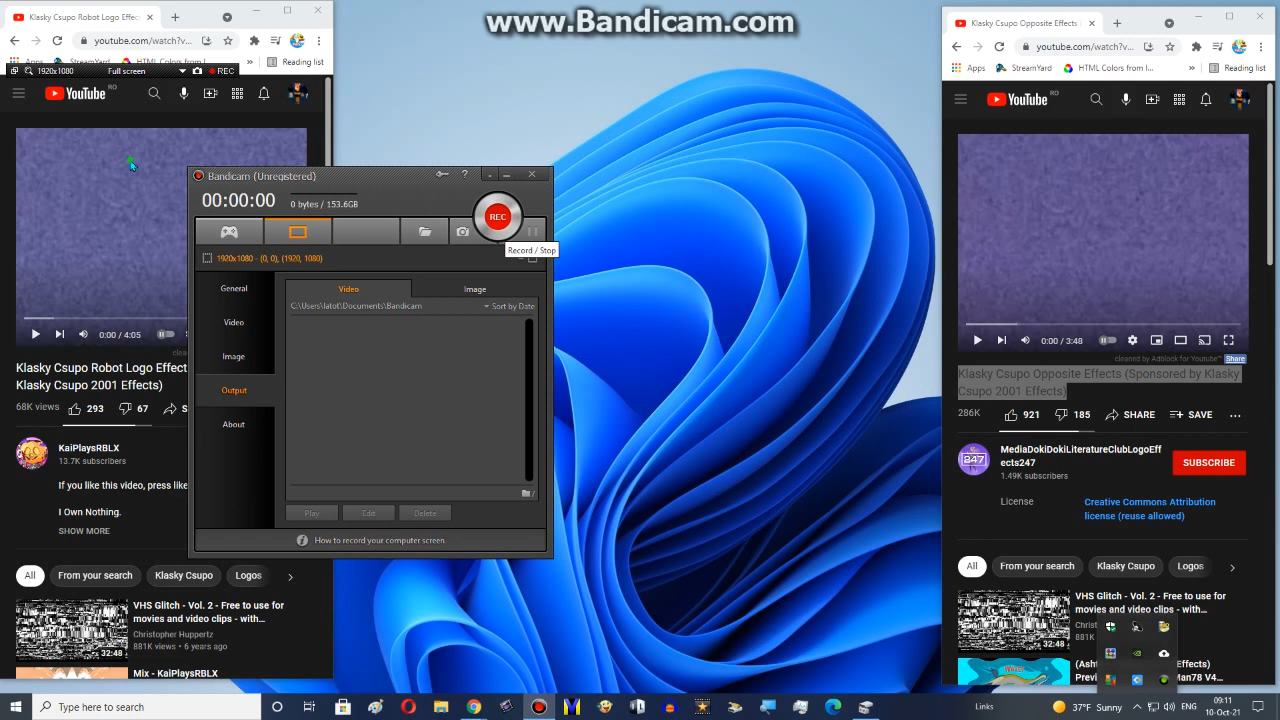 www.Bandicam.com
Klasky Csupo Robot Logo Effec
youtube.com/watch?v...
StreamYard
HTML Colors from I...
»
Reading list
1920x1080
Full screen
REC
YouTube RO
0:00 / 4:05
Klasky Csupo Robot Logo Effect
Klasky Csupo 2001 Effects)
68K views
293
67
S
KaiPlaysRBLX
13.7K subscribers
If you like this video, press like
I Own Nothing.
SHOW MORE
All
From your search
Klasky Csupo
Logos
VHS Glitch - Vol. 2 - Free to use for
movies and video clips - with...
Christopher Huppertz
881K views • 6 years ago
32:48
Mix - KaiPlaysRBLX
Bandicam (Unregistered)
00:00:00
0 bytes / 153.6GB
REC
Record / Stop
1920x1080 - (0, 0), (1920, 1080)
General
Video
Image
Output
About
Video
Image
C:\Users\latot\Documents\Bandicam
Sort by Date
Play
Edit
Delete
How to record your computer screen
Klasky Csupo Opposite Effects (
youtube.com/watch?v...
Apps
StreamYard
HTML Colors from I...
»
Reading list
YouTube RO
0:00 / 3:48
cleaned by Adblock for Youtube™
Share
Klasky Csupo Opposite Effects (Sponsored by Klasky
Csupo 2001 Effects)
286K
921
185
SHARE
SAVE
247
MediaDokiDokiLiteratureClubLogoEff
ects247
1.49K subscribers
SUBSCRIBE
License
Creative Commons Attribution
license (reuse allowed)
All
From your search
Klasky Csupo
Logos
VHS Glitch - Vol. 2 - Free to use for
movies and video clips - with...
32:48
Type here to search
Links
37°F Sunny
ENG
09:11
10-Oct-21